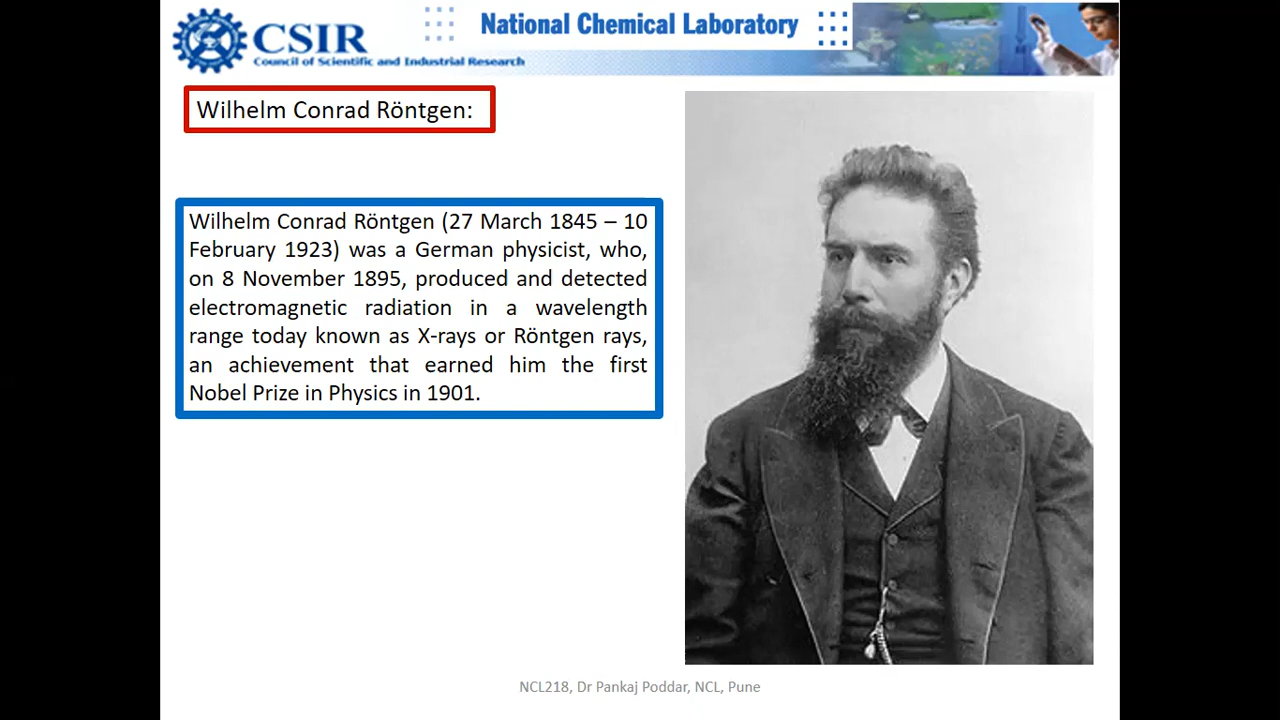 CSIR
Council of Scientific and Industrial Research
National Chemical Laboratory
Wilhelm Conrad Röntgen:
Wilhelm Conrad Röntgen (27 March 1845 – 10
February 1923) was a German physicist, who,
on 8 November 1895, produced and detected
electromagnetic radiation in a wavelength
range today known as X-rays or Röntgen rays,
an achievement that earned him the first
Nobel Prize in Physics in 1901.
NCL218, Dr Pankaj Poddar, NCL, Pune